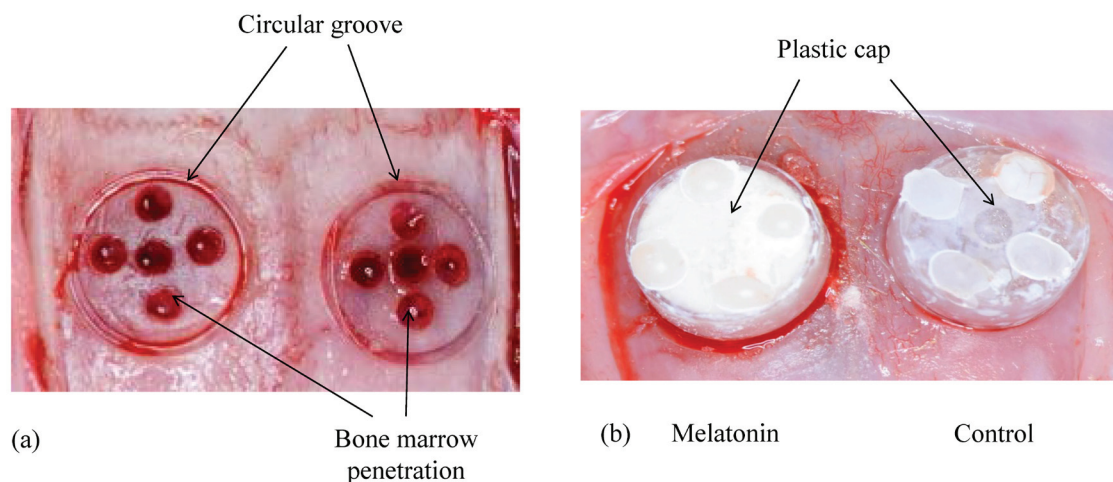 Circular groove
Plastic cap
(a)
Bone marrow
penetration
(b)
Melatonin
Control